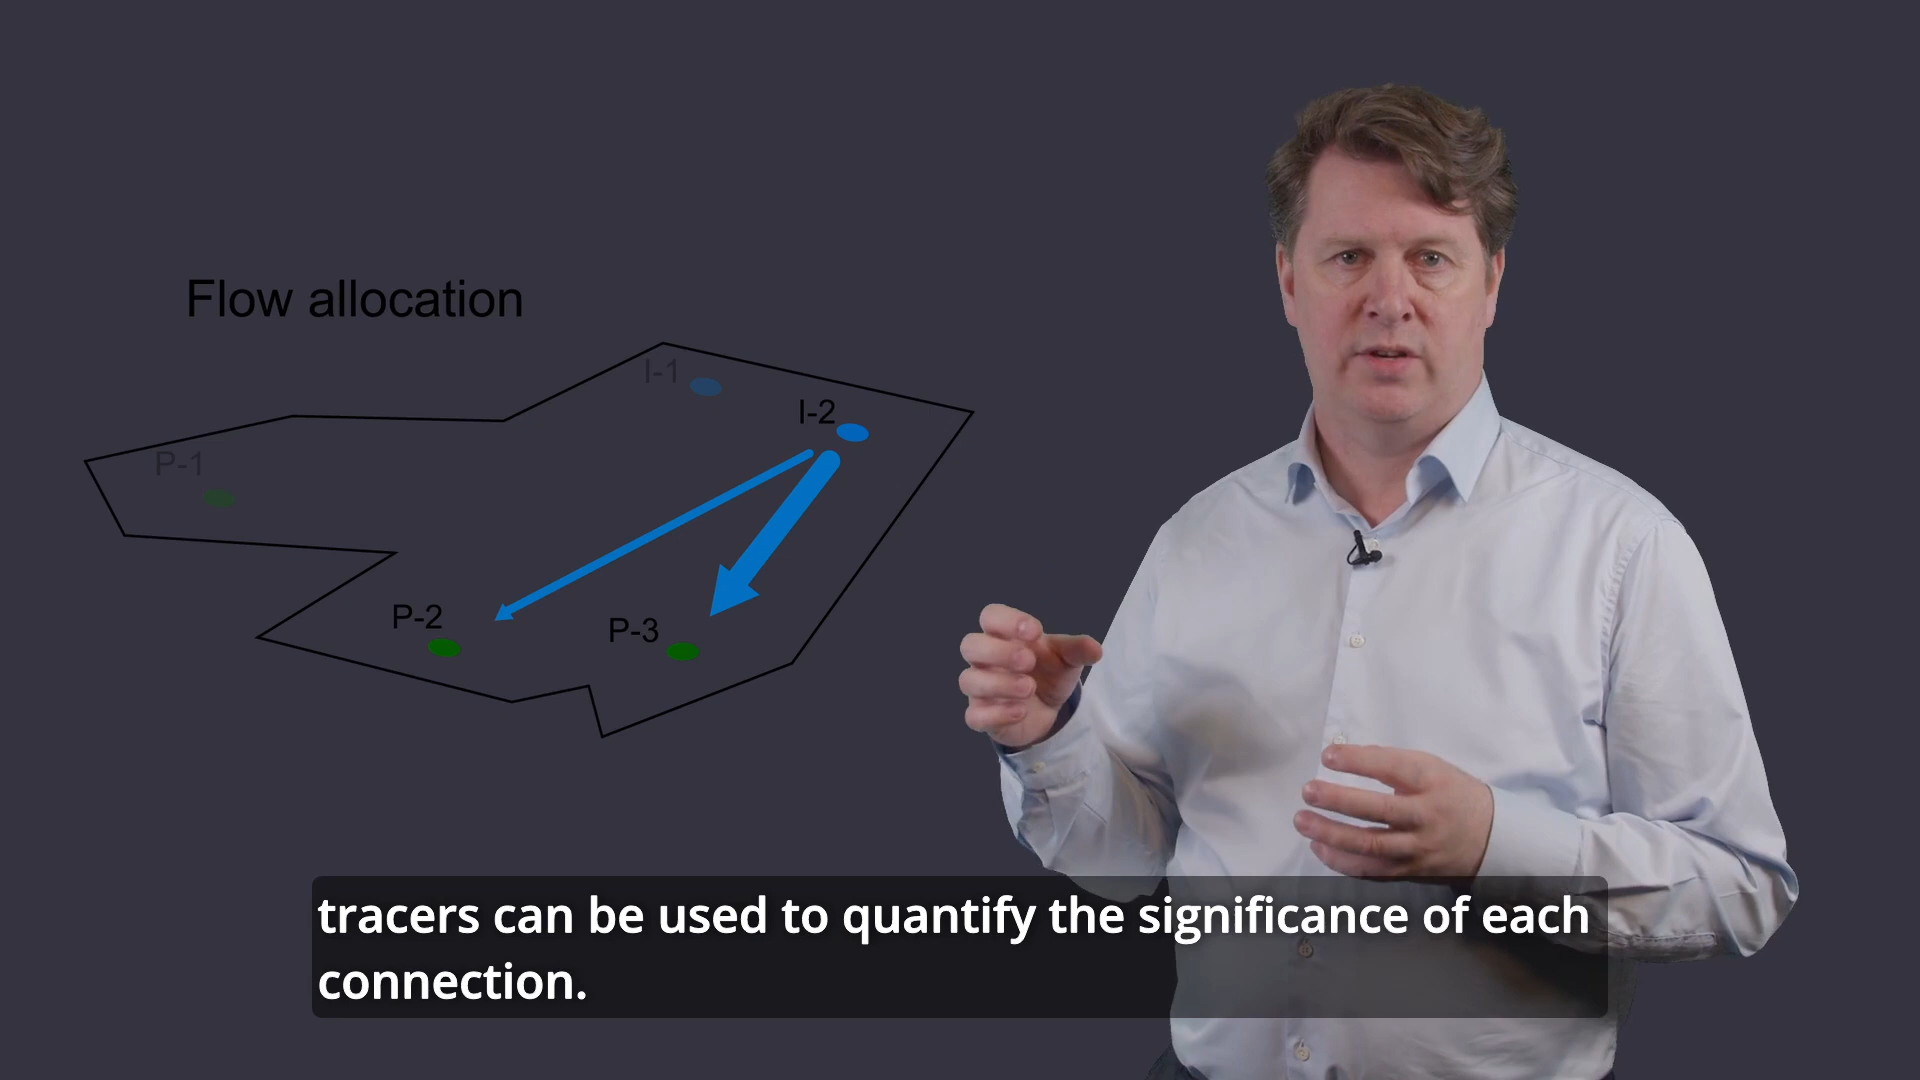 Flow allocation
I-1
I-2
P-1
P-2
P-3
tracers can be used to quantify the significance of each
connection.